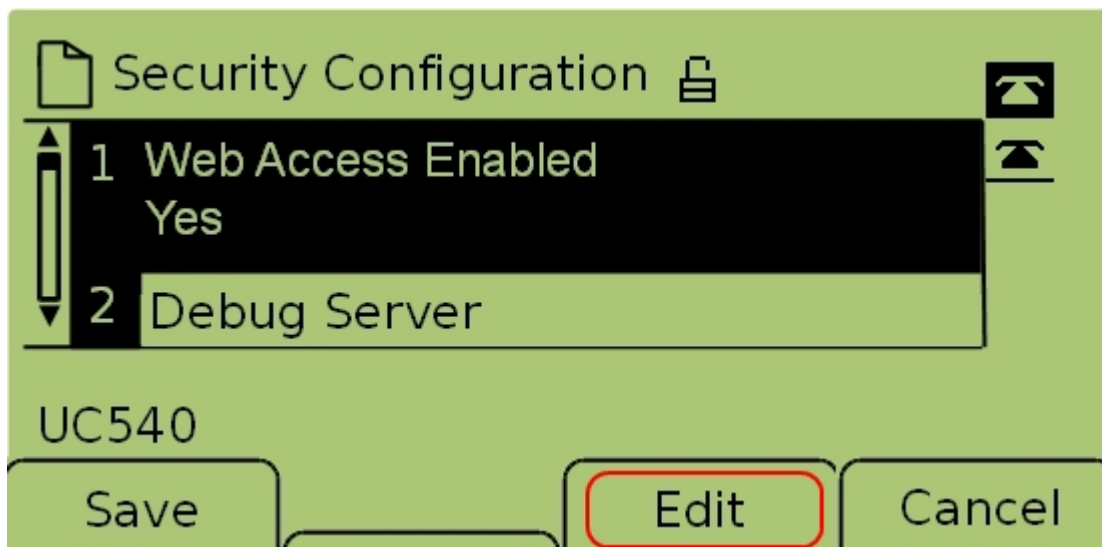 Security Configuration
1 Web Access Enabled
Yes
2 Debug Server
UC540
Save Edit Cancel